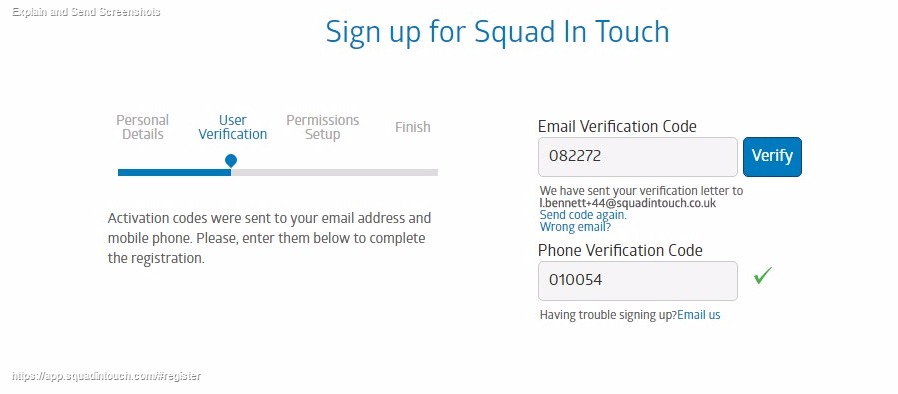 Explain and Send Screenshots
Sign up for Squad In Touch
Personal
Details
User
Verification
Permissions
Setup
Finish
Activation codes were sent to your email address and
mobile phone. Please, enter them below to complete
the registration.
Email Verification Code
082272
Verify
We have sent your verification letter to
l.bennett+44@squadintouch.co.uk
Send code again.
Wrong email?
Phone Verification Code
010054
Having trouble signing up?Email us
https://app.squadintouch.com/#register